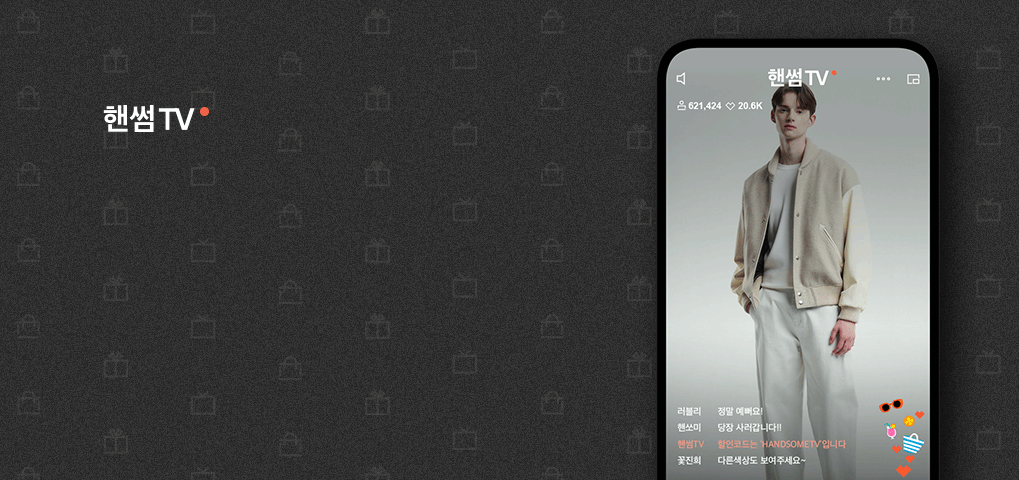 핸썸TV
핸썸TV
621,424 20.6K
러블리 정말 예뻐요!
핸쏘미 당장 사러갑니다!!
핸썸TV 할인코드는 'HANDSOMETV'입니다
꽃진희 다른색상도 보여주세요~